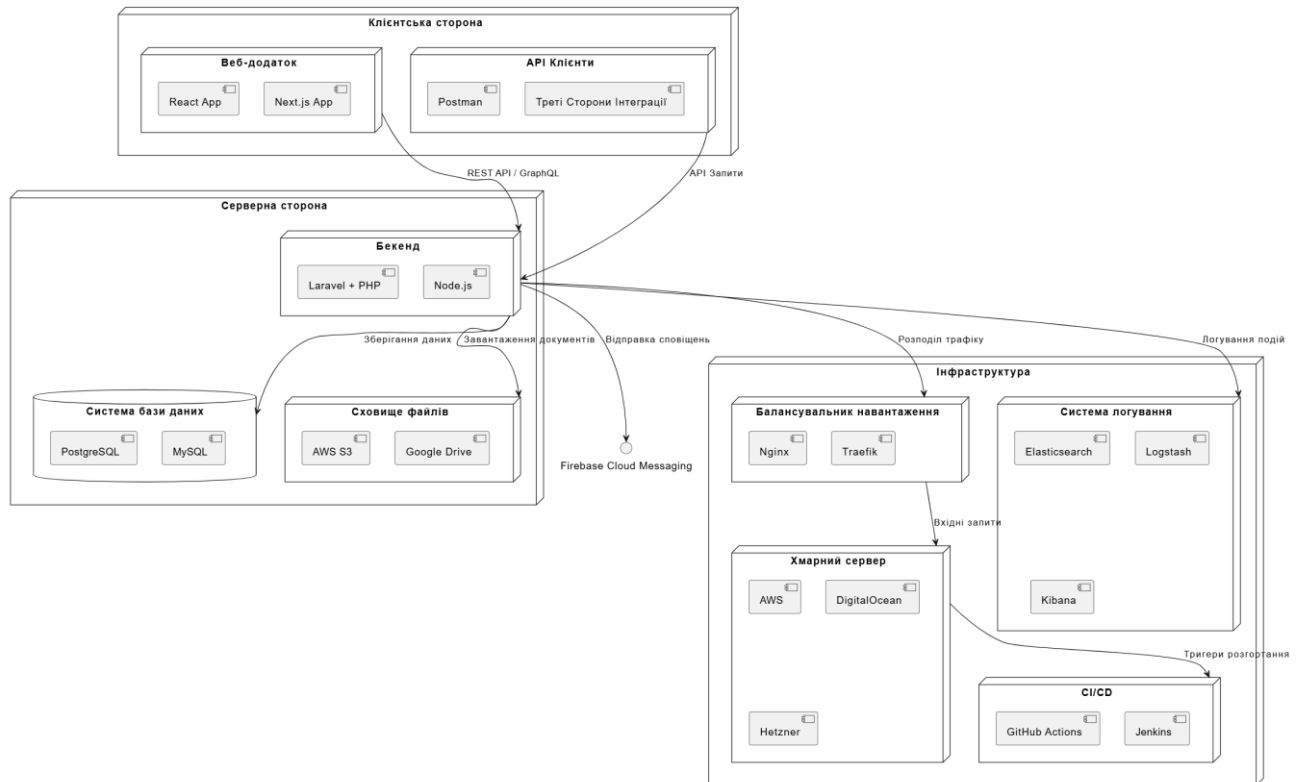 Клієнтська сторона
Веб-додаток
React App
Next.js App
API Клієнти
Postman
Треті Сторони Інтеграції
REST API / GraphQL
API Запити
Серверна сторона
Бекенд
Laravel + PHP
Node.js
Зберігання даних
Завантаження документів
Відправка сповіщень
Розподіл трафіку
Логування подій
Система бази даних
PostgreSQL
MySQL
Сховище файлів
AWS S3
Google Drive
Firebase Cloud Messaging
Інфраструктура
Балансувальник навантаження
Nginx
Traefik
Система логування
Elasticsearch
Logstash
Kibana
Вхідні запити
Хмарний сервер
AWS
DigitalOcean
Hetzner
Тригери розгортання
CI/CD
GitHub Actions
Jenkins